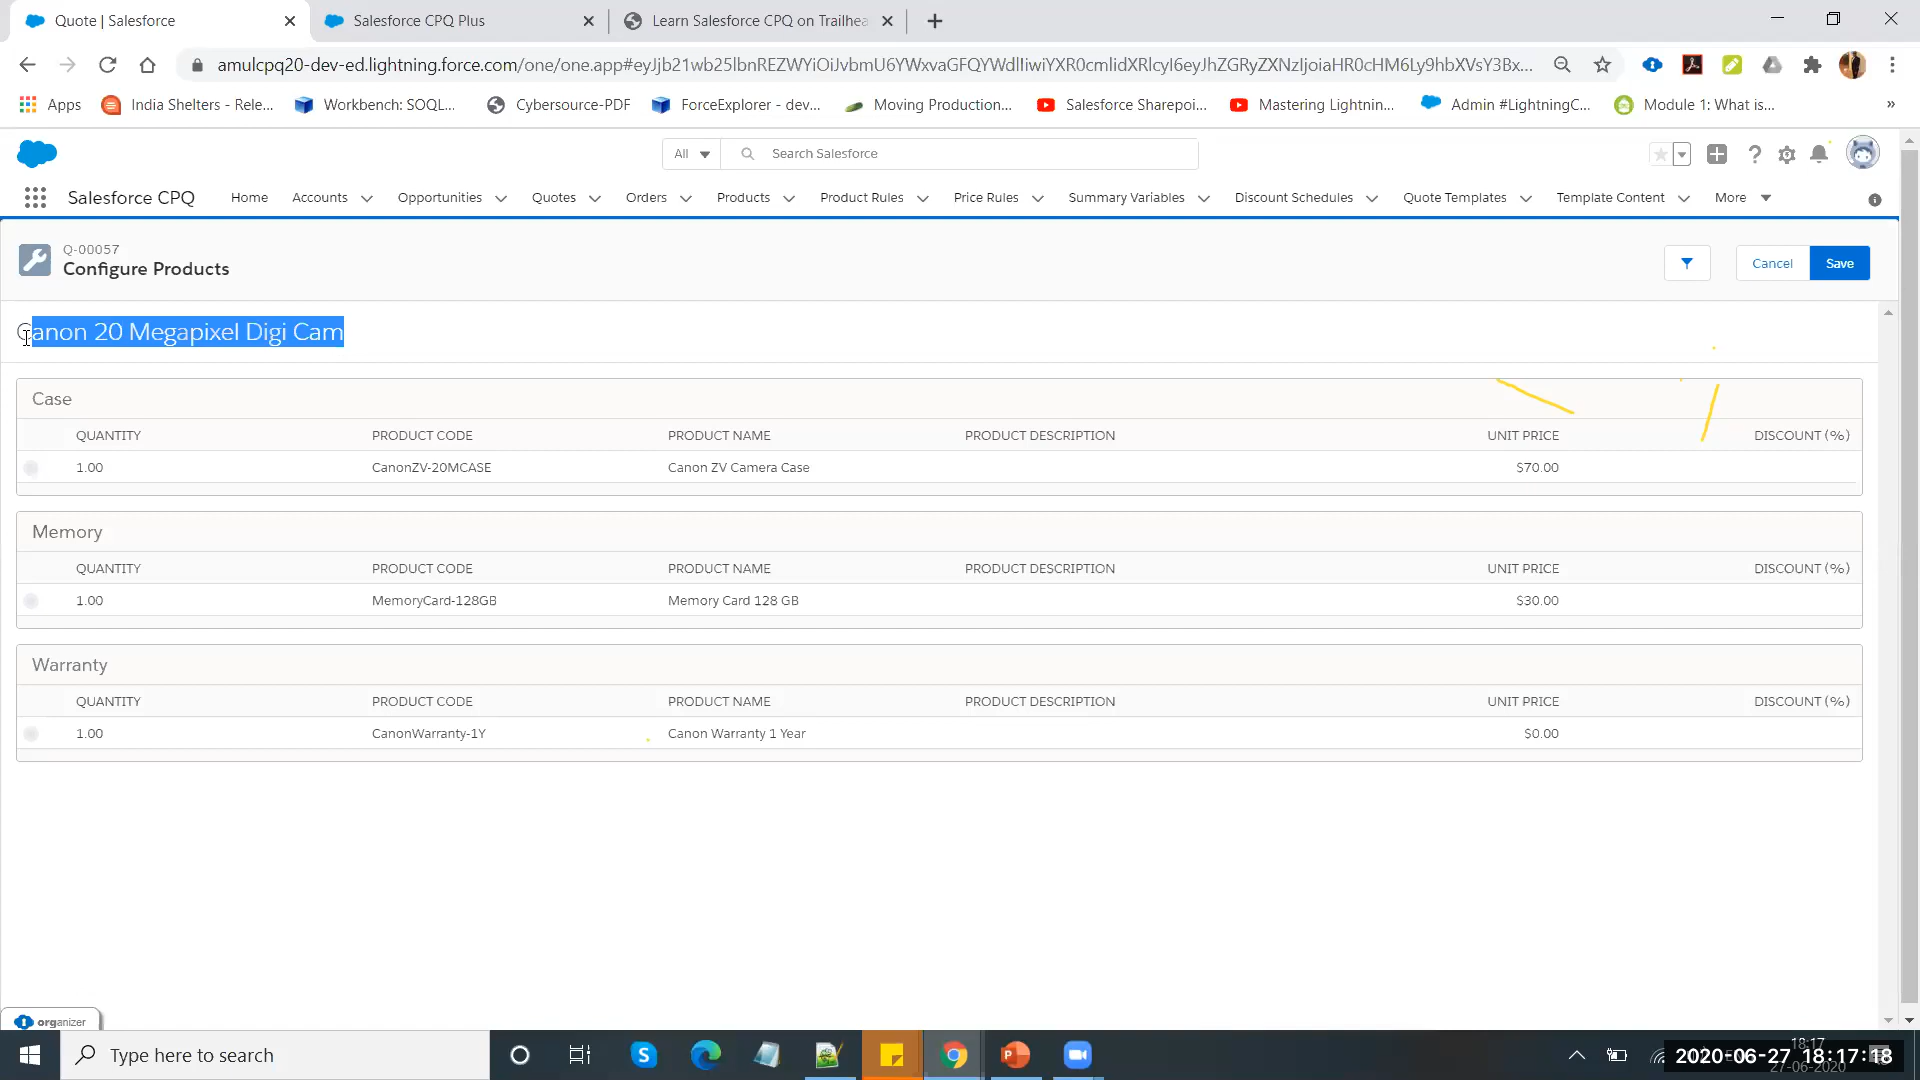 Quote | Salesforce
Salesforce CPQ Plus
Learn Salesforce CPQ on Trailhea
amulcpq20-dev-ed.lightning.force.com/one/one.app#eyJjb21wb25lbnREZWYiOiJvbmU6YWxvaGFQYWdlIiwiYXR0cmlidXRlcyI6eyJhZGRyZXNzIjoiaHR0cHM6Ly9hbXVsY3Bx...
Apps
India Shelters - Rele...
Workbench: SOQL...
Cybersource-PDF
ForceExplorer - dev...
Moving Production...
Salesforce Sharepoi...
Mastering Lightnin...
Admin #LightningC...
Module 1: What is...
»
All
Search Salesforce
Salesforce CPQ
Home
Accounts
Opportunities
Quotes
Orders
Products
Product Rules
Price Rules
Summary Variables
Discount Schedules
Quote Templates
Template Content
More
Q-00057
Configure Products
Cancel
Save
Canon 20 Megapixel Digi Cam
Case
QUANTITY PRODUCT CODE PRODUCT NAME PRODUCT DESCRIPTION UNIT PRICE DISCOUNT (%)
1.00 CanonZV-20MCASE Canon ZV Camera Case $70.00
Memory
QUANTITY PRODUCT CODE PRODUCT NAME PRODUCT DESCRIPTION UNIT PRICE DISCOUNT (%)
1.00 MemoryCard-128GB Memory Card 128 GB $30.00
Warranty
QUANTITY PRODUCT CODE PRODUCT NAME PRODUCT DESCRIPTION UNIT PRICE DISCOUNT (%)
1.00 CanonWarranty-1Y Canon Warranty 1 Year $0.00
organizer
Type here to search
18:17
2020-06-27 18:17:18
27-06-2020